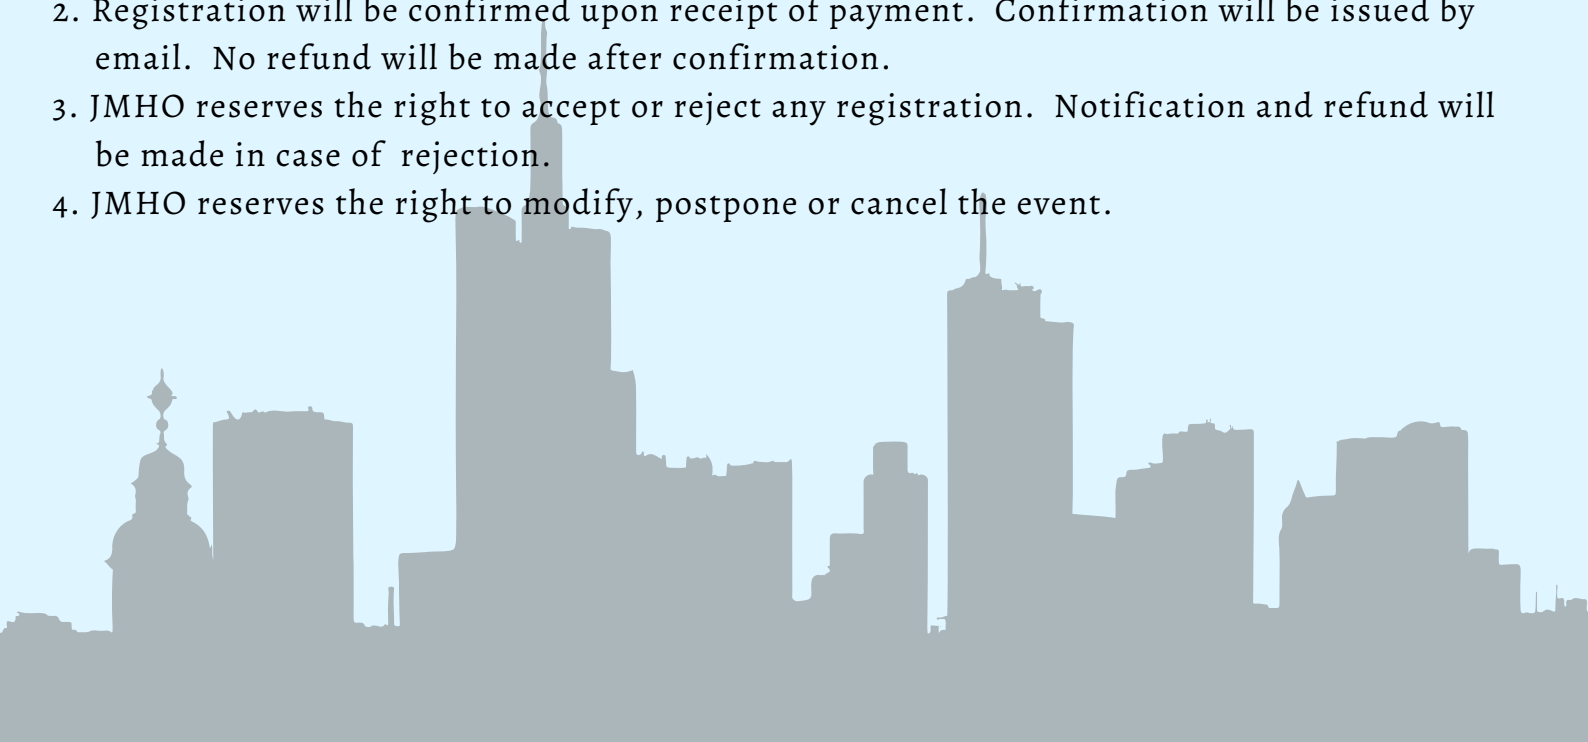 2. Registration will be confirmed upon receipt of payment.  Confirmation will be issued by
email.  No refund will be made after confirmation.
3. JMHO reserves the right to accept or reject any registration.  Notification and refund will
be made in case of  rejection.
4. JMHO reserves the right to modify, postpone or cancel the event.